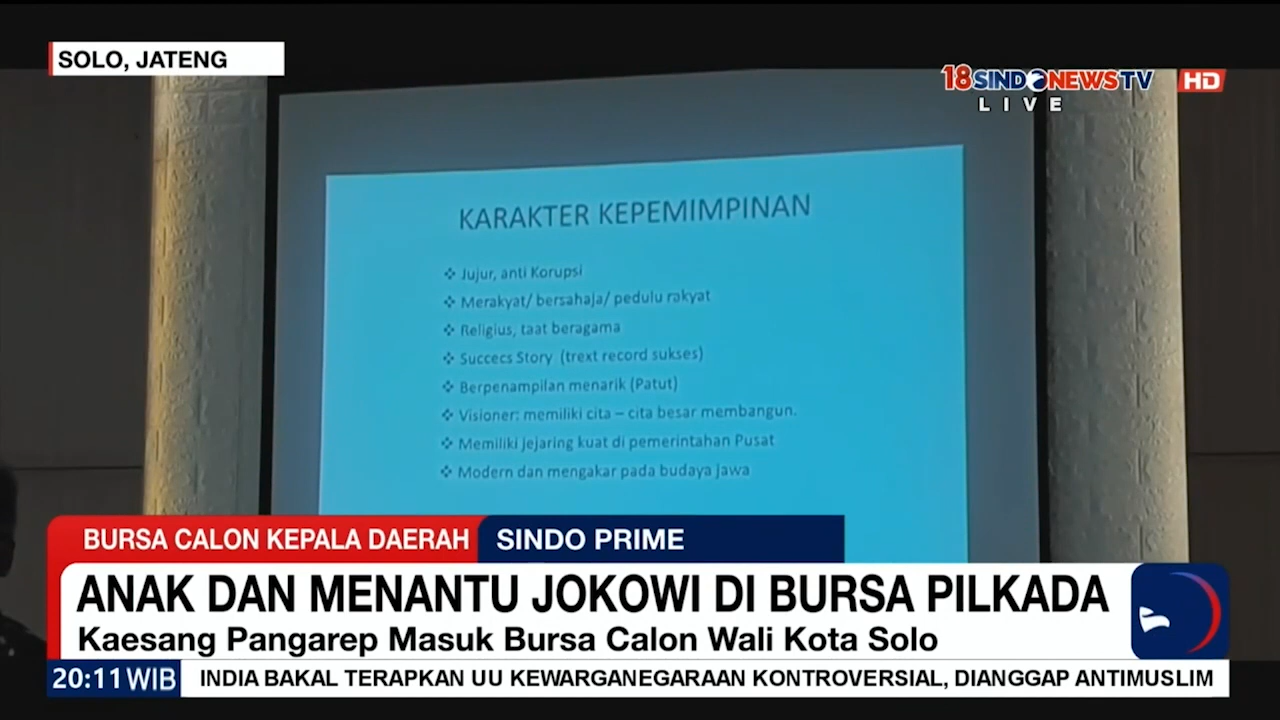 SOLO, JATENG
18SINDONEWSTV HD
LIVE
KARAKTER KEPEMIMPINAN
❖ Jujur, anti Korupsi
❖ Merakyat/ bersahaja/ pedulu rakyat
❖ Religius, taat beragama
❖ Succecs Story (trext record sukses)
❖ Berpenampilan menarik (Patut)
❖ Visioner: memiliki cita – cita besar membangun.
❖ Memiliki jejaring kuat di pemerintahan Pusat
❖ Modern dan mengakar pada budaya jawa
BURSA CALON KEPALA DAERAH SINDO PRIME
ANAK DAN MENANTU JOKOWI DI BURSA PILKADA
Kaesang Pangarep Masuk Bursa Calon Wali Kota Solo
20:11 WIB INDIA BAKAL TERAPKAN UU KEWARGANEGARAAN KONTROVERSIAL, DIANGGAP ANTIMUSLIM